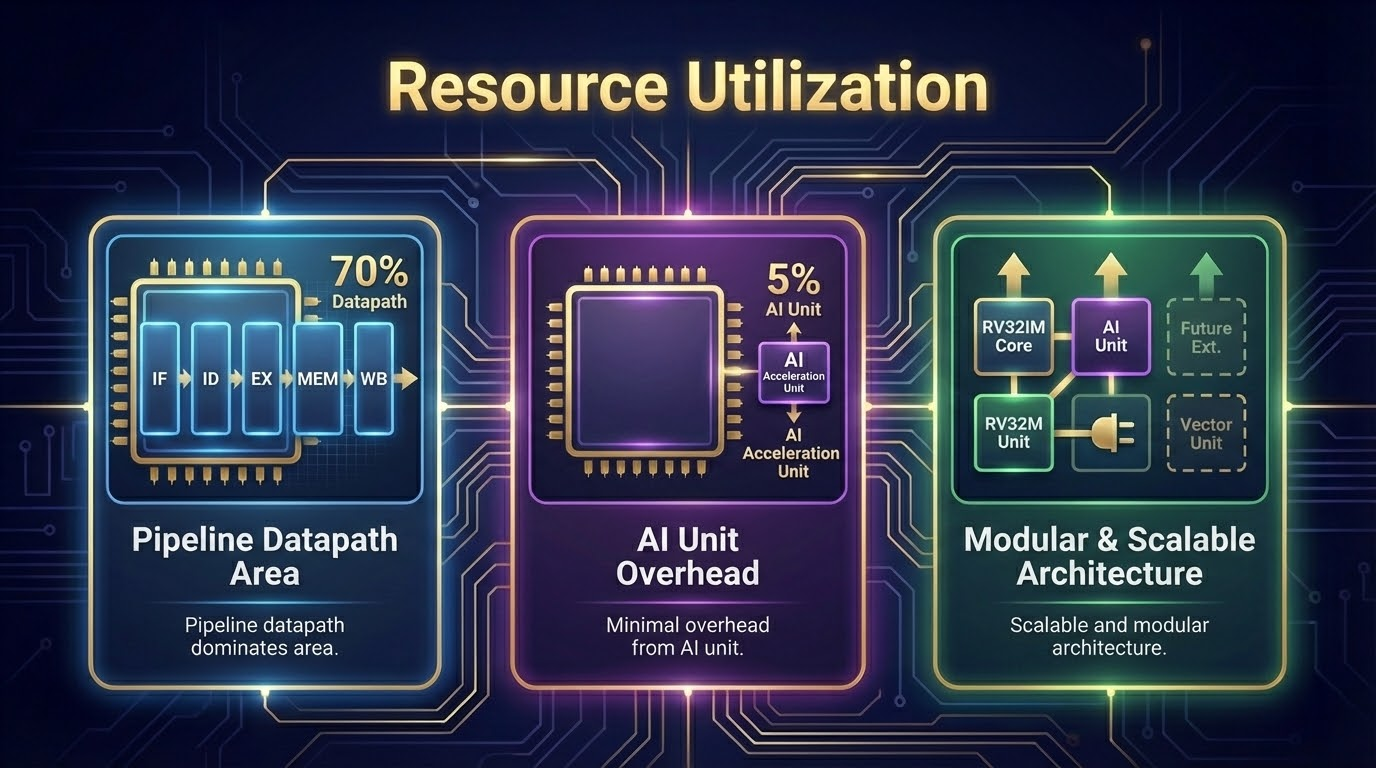 Resource Utilization
70%
Datapath
IF
ID
EX
MEM
WB
Pipeline Datapath
Area
Pipeline datapath
dominates area.
5%
AI Unit
AI
Acceleration
Unit
AI
Acceleration
Unit
AI Unit
Overhead
Minimal overhead
from AI unit.
RV32IM
Core
AI
Unit
Future
Ext.
RV32M
Unit
Vector
Unit
Modular & Scalable
Architecture
Scalable and modular
architecture.